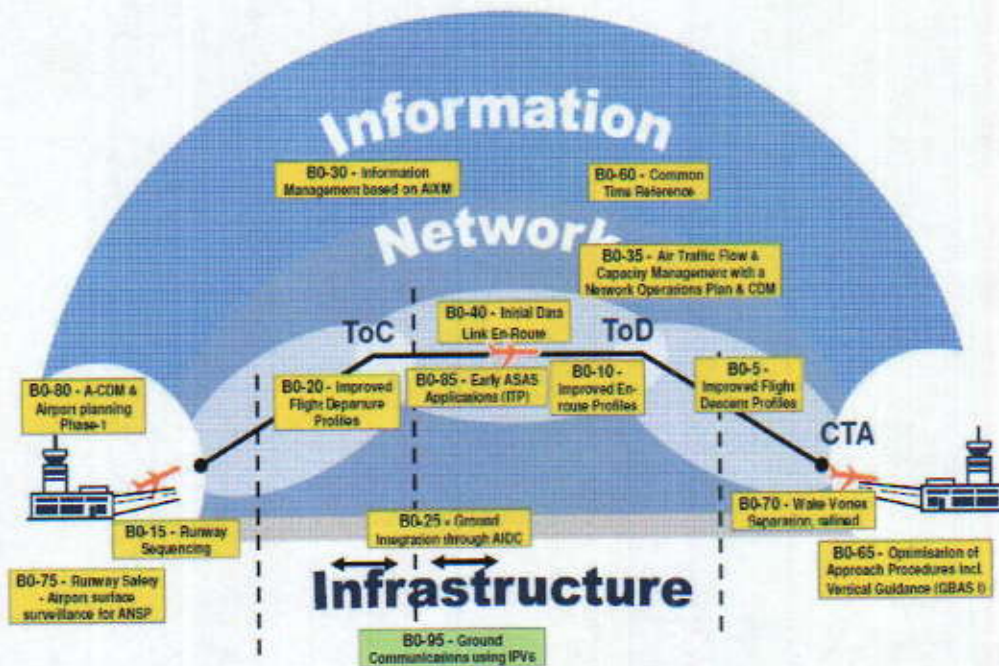 Information
B0-30 - Information
Management based on AIXM
B0-60 - Common
Time Reference
Network
B0-35 - Air Traffic Flow &
Capacity Management with a
Network Operations Plan & CDM
B0-40 - Initial Data
Link En-Route
ToC
ToD
B0-80 - A-CDM &
Airport planning
Phase-1
B0-20 - Improved
Flight Departure
Profiles
B0-85 - Early ASAS
Applications (ITP)
B0-10 -
Improved En-
route Profiles
B0-5 -
Improved Flight
Descent Profiles
CTA
B0-15 - Runway
Sequencing
B0-25 - Ground
Integration through AIDC
B0-70 - Wake Vortex
Separation, refined
B0-75 - Runway Safety
- Airport surface
surveillance for ANSP
Infrastructure
B0-65 - Optimisation of
Approach Procedures incl.
Vertical Guidance (GBAS I)
B0-95 - Ground
Communications using IPV6